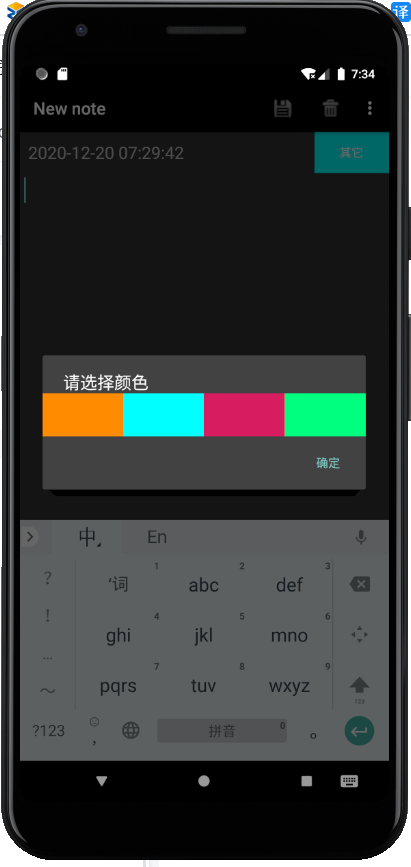 译
7:34
New note
2020-12-20 07:29:42
其它
请选择颜色
确定
中
En
?
'词
1
abc
2
def
3
!
ghi
4
jkl
5
mno
6
...
～
pqrs
7
tuv
8
wxyz
9
123
?123
,
拼音
0
。